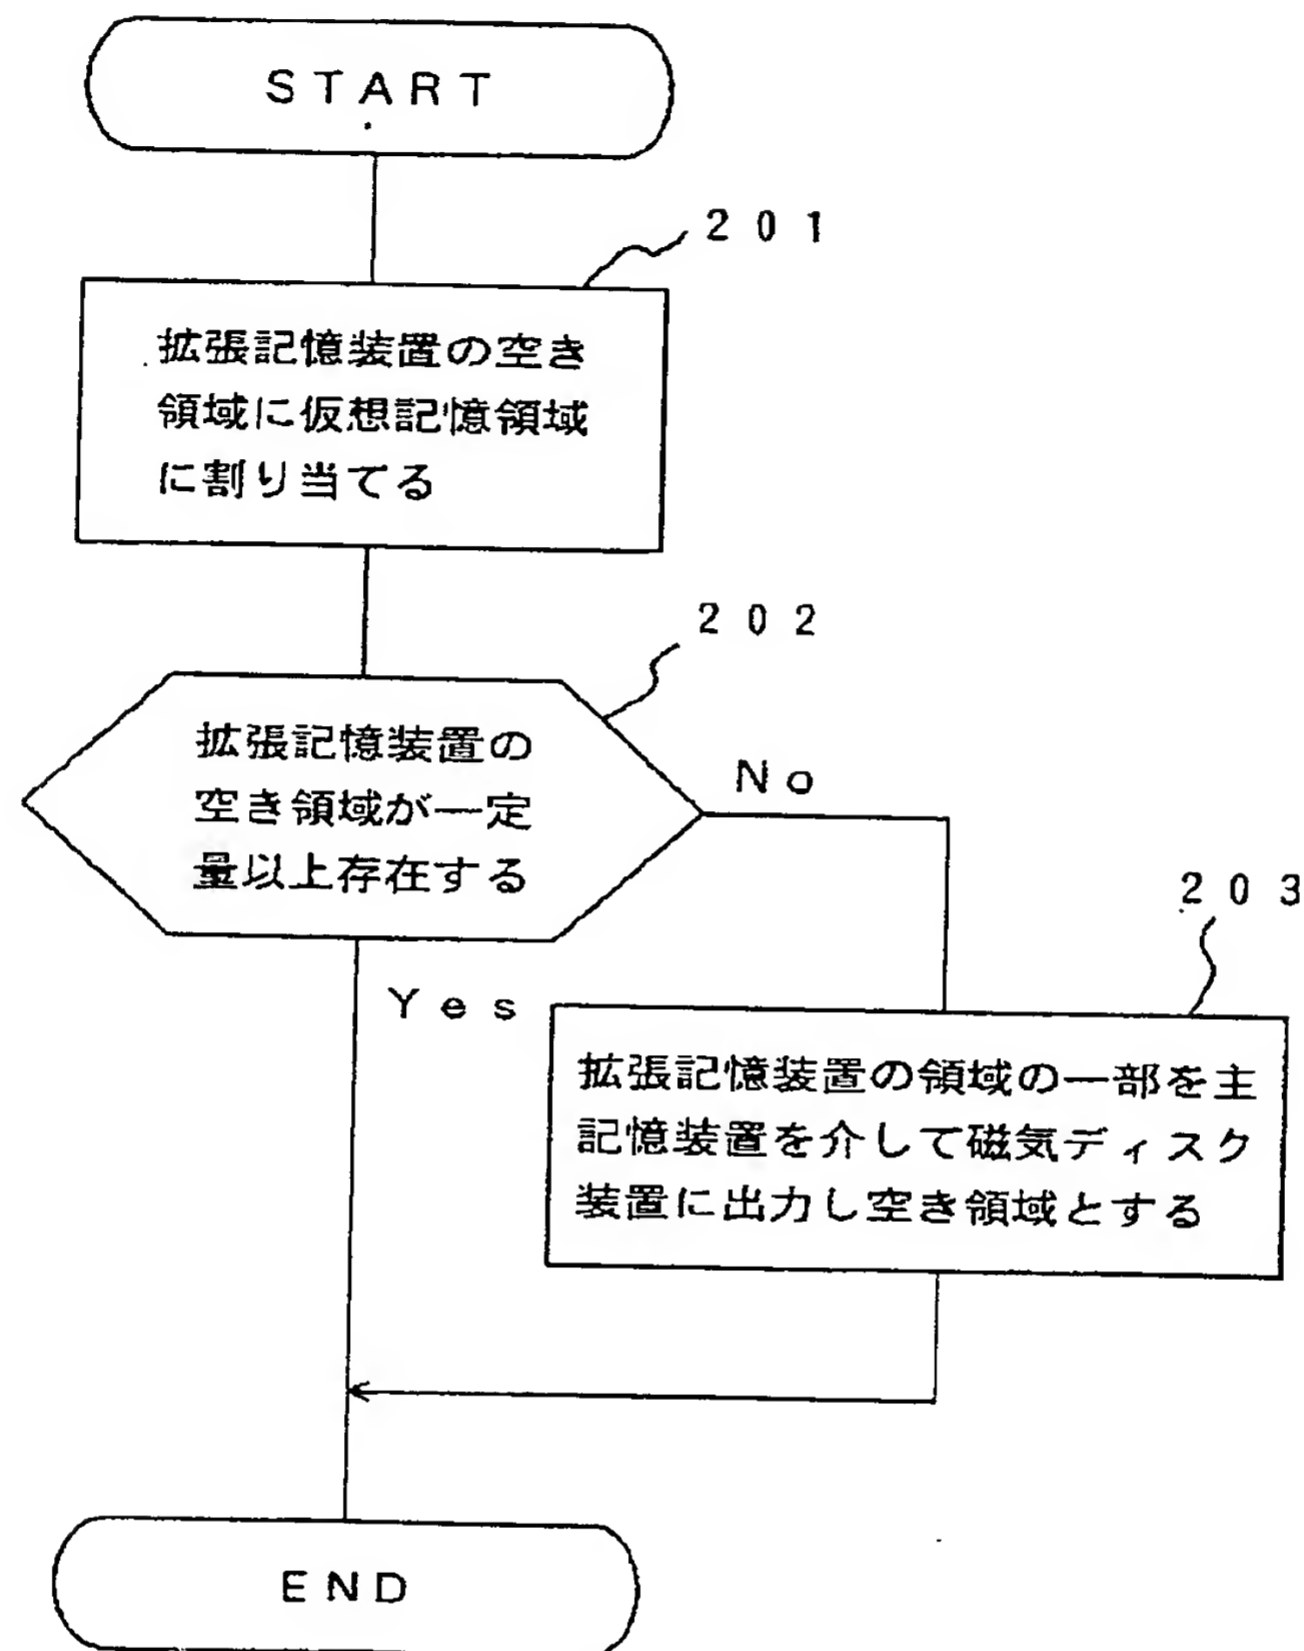 START
201
拡張記憶装置の空き
領域に仮想記憶領域
に割り当てる
202
拡張記憶装置の
空き領域が一定
量以上存在する
No
Yes
203
拡張記憶装置の領域の一部を主
記憶装置を介して磁気ディスク
装置に出力し空き領域とする
END